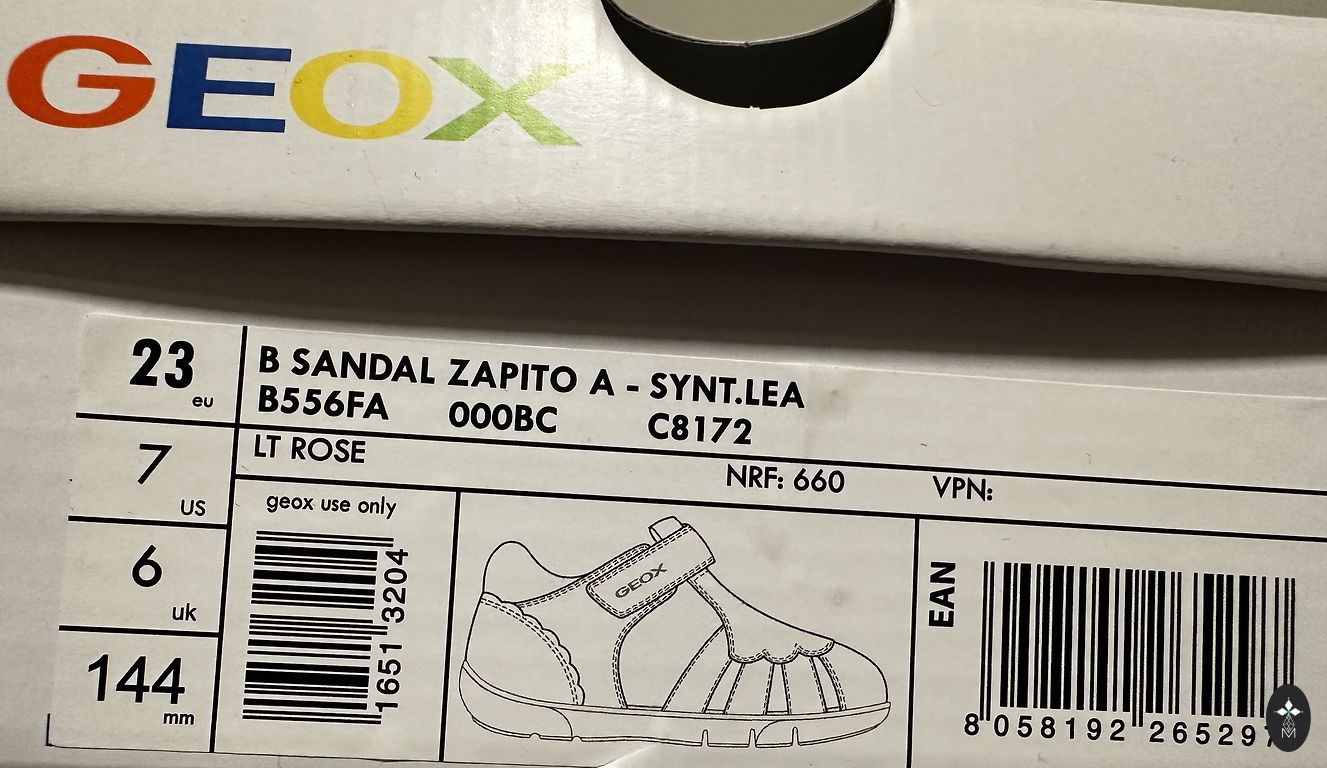 GEOX
23 eu
7 US
6 uk
144 mm
B SANDAL ZAPITO A - SYNT.LEA
B556FA 000BC C8172
LT ROSE NRF: 660 VPN:
geox use only
1651 3204
GEOX
EAN
8 058192 26529